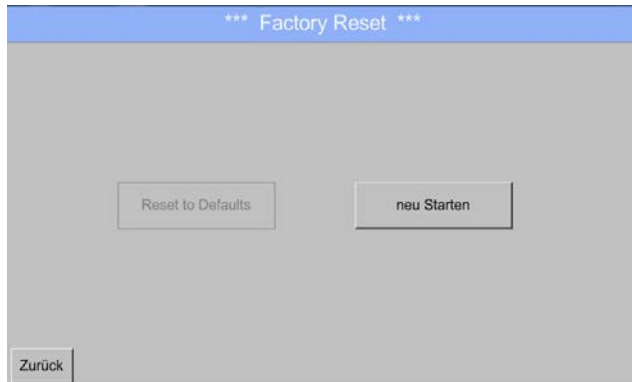 *** Factory Reset ***
Reset to Defaults
neu Starten
Zurück